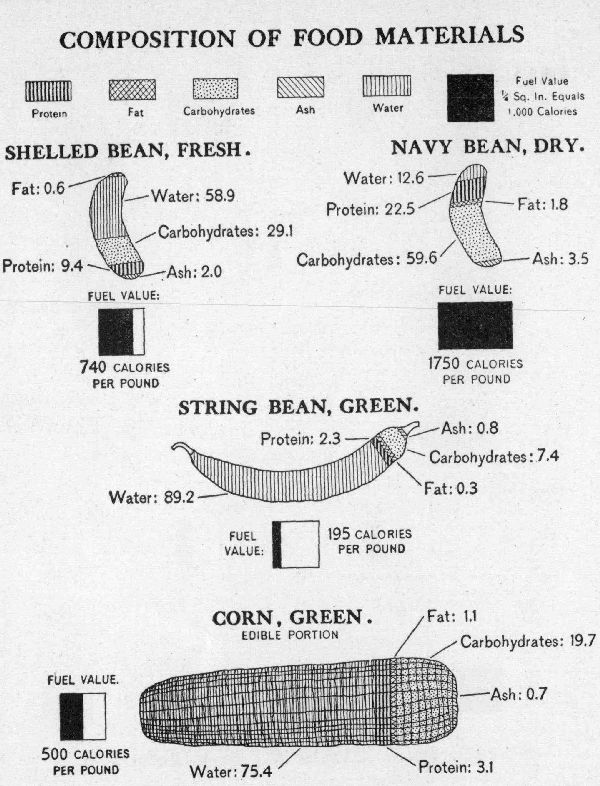 COMPOSITION OF FOOD MATERIALS
Protein
Fat
Carbohydrates
Ash
Water
Fuel Value
¼ Sq. In. Equals
1,000 Calories
SHELLED BEAN, FRESH.
Fat: 0.6
Water: 58.9
Carbohydrates: 29.1
Protein: 9.4
Ash: 2.0
FUEL VALUE:
740 CALORIES
PER POUND
NAVY BEAN, DRY.
Water: 12.6
Protein: 22.5
Fat: 1.8
Carbohydrates: 59.6
Ash: 3.5
FUEL VALUE:
1750 CALORIES
PER POUND
STRING BEAN, GREEN.
Protein: 2.3
Ash: 0.8
Carbohydrates: 7.4
Fat: 0.3
Water: 89.2
FUEL
VALUE:
195 CALORIES
PER POUND
CORN, GREEN.
EDIBLE PORTION
Fat: 1.1
Carbohydrates: 19.7
Ash: 0.7
Protein: 3.1
Water: 75.4
FUEL VALUE.
500 CALORIES
PER POUND